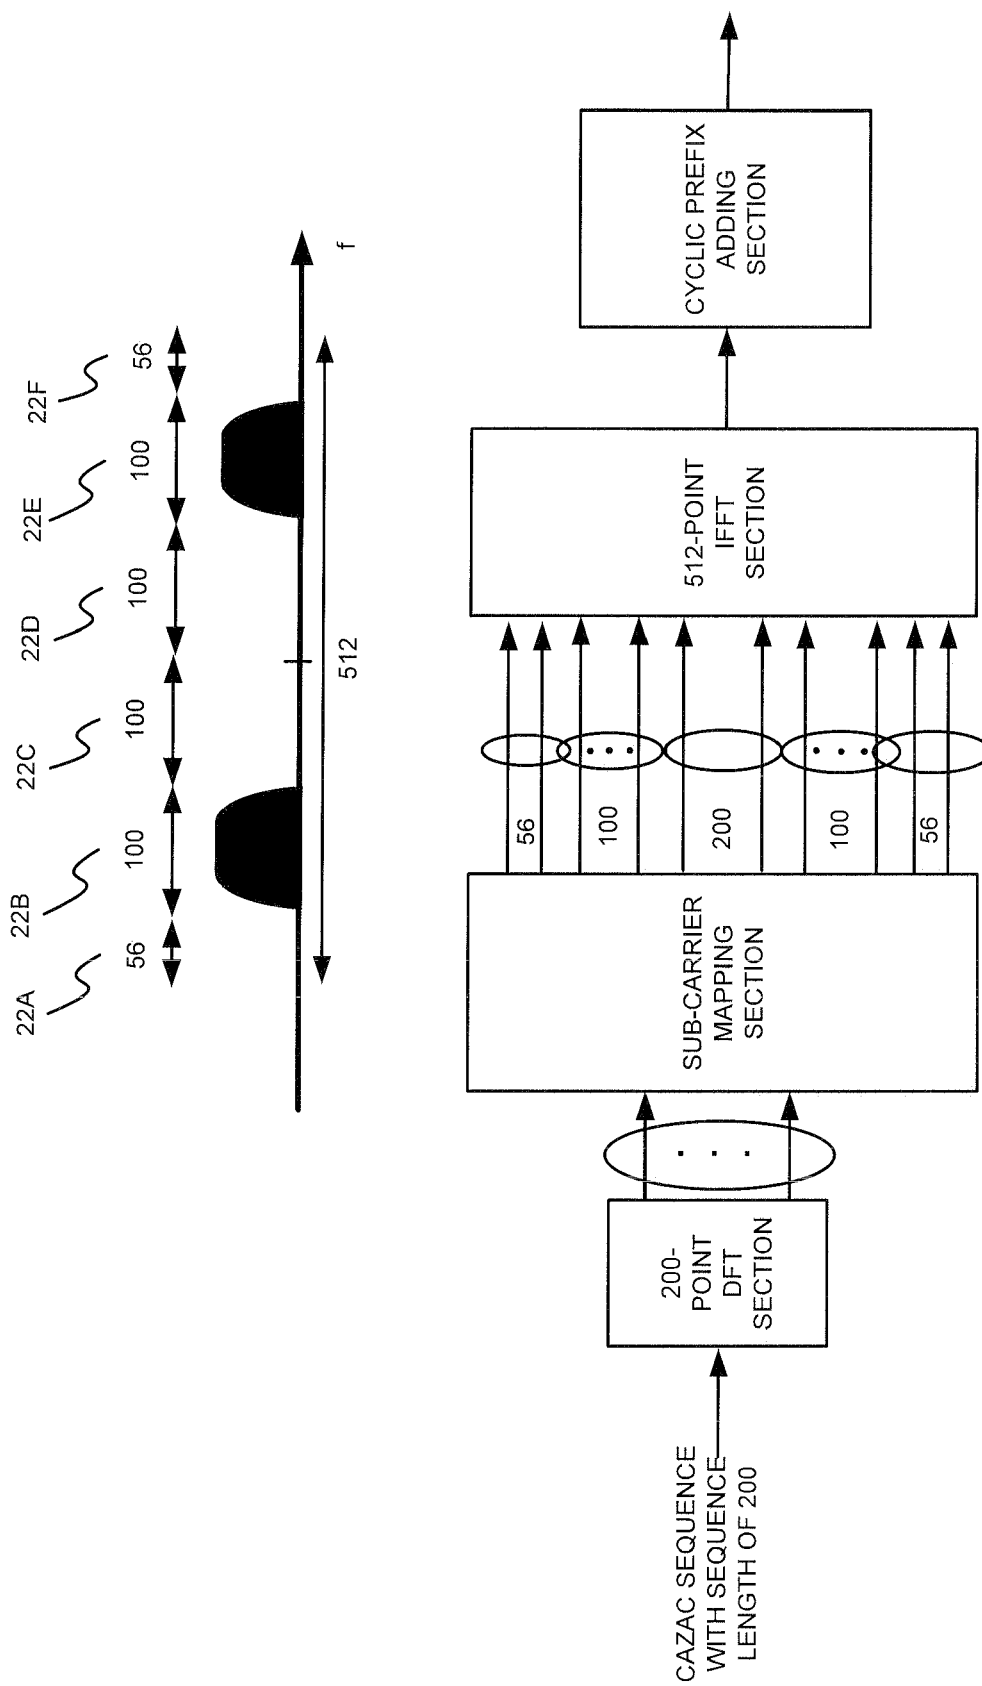 22A
22B
22C
22D
22E
22F
56
100
100
100
100
56
512
f
CAZAC SEQUENCE
WITH SEQUENCE
LENGTH OF 200
200-
POINT
DFT
SECTION
. . .
SUB-CARRIER
MAPPING
SECTION
56
100
200
100
56
512-POINT
IFFT
SECTION
CYCLIC PREFIX
ADDING
SECTION